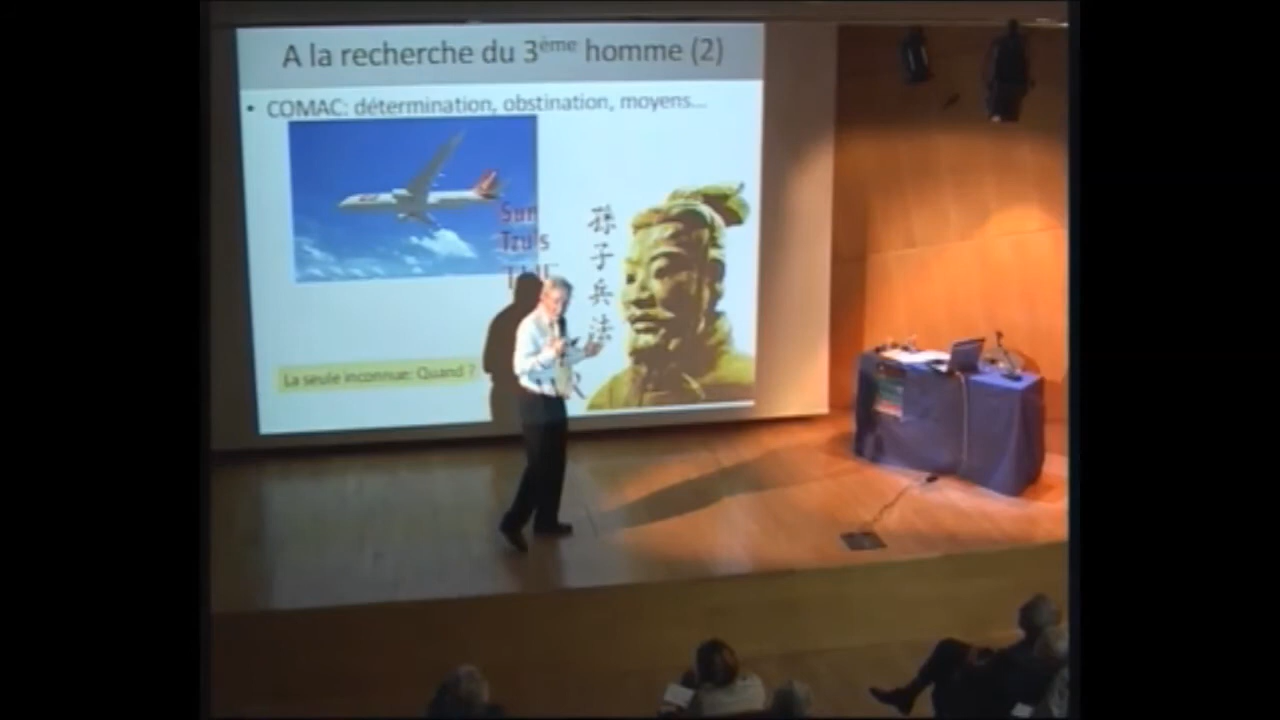 A la recherche du 3ème homme (2)
• COMAC: détermination, obstination, moyens...
Sun
Tzu's
THE
孫
子
兵
法
La seule inconnue: Quand ?